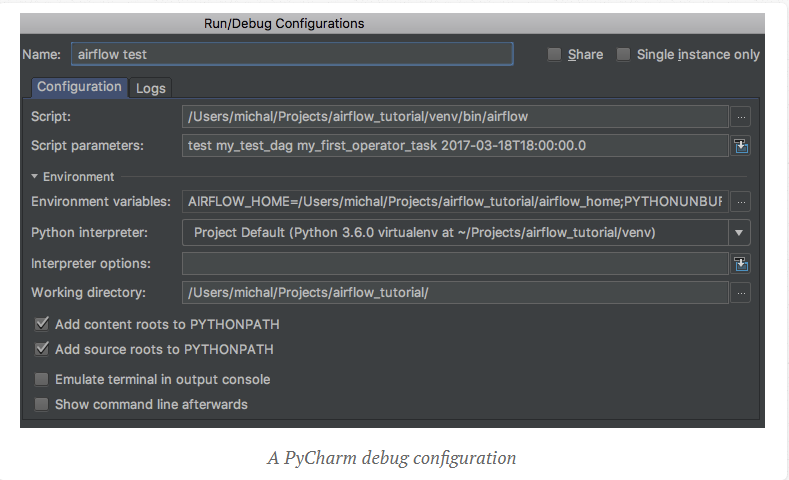 Run/Debug Configurations
Name: airflow test Share Single instance only
Configuration Logs
Script: /Users/michal/Projects/airflow_tutorial/venv/bin/airflow ...
Script parameters: test my_test_dag my_first_operator_task 2017-03-18T18:00:00.0
Environment
Environment variables: AIRFLOW_HOME=/Users/michal/Projects/airflow_tutorial/airflow_home;PYTHONUNBUF ...
Python interpreter: Project Default (Python 3.6.0 virtualenv at ~/Projects/airflow_tutorial/venv)
Interpreter options:
Working directory: /Users/michal/Projects/airflow_tutorial/ ...
Add content roots to PYTHONPATH
Add source roots to PYTHONPATH
Emulate terminal in output console
Show command line afterwards
A PyCharm debug configuration